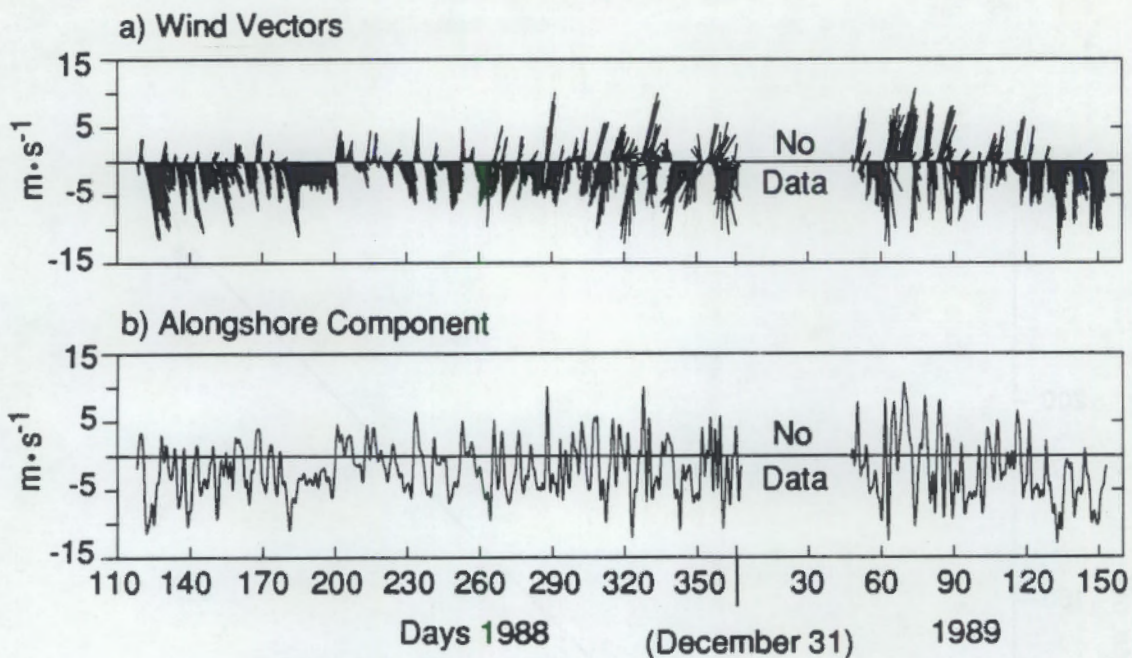 a) Wind Vectors
15
5
-5
-15
m·s⁻¹
No
Data
b) Alongshore Component
15
5
-5
-15
m·s⁻¹
No
Data
110 140 170 200 230 260 290 320 350 30 60 90 120 150
Days 1988 (December 31) 1989